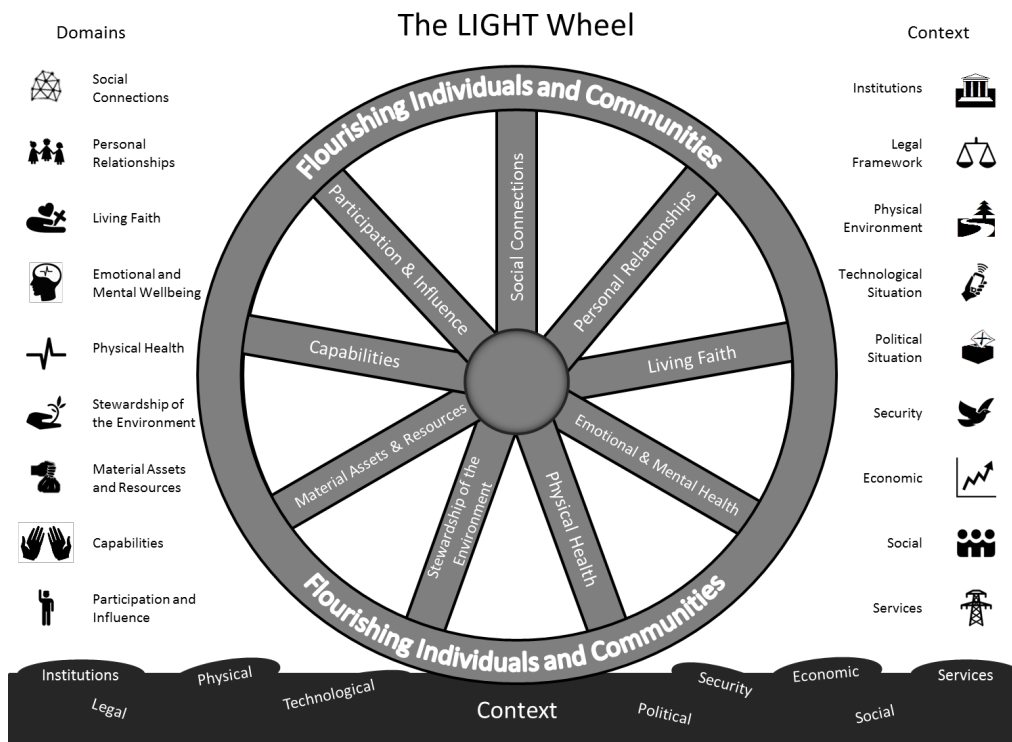 The LIGHT Wheel
Domains
Social
Connections
Personal
Relationships
Living Faith
Emotional and
Mental Wellbeing
Physical Health
Stewardship of
the Environment
Material Assets
and Resources
Capabilities
Participation and
Influence
Flourishing Individuals and Communities
Social Connections
Personal Relationships
Living Faith
Emotional & Mental Health
Physical Health
Stewardship of the
Environment
Material Assets & Resources
Capabilities
Participation & Influence
Flourishing Individuals and Communities
Context
Institutions
Legal
Framework
Physical
Environment
Technological
Situation
Political
Situation
Security
Economic
Social
Services
Institutions
Legal
Physical
Technological
Context
Political
Security
Economic
Social
Services